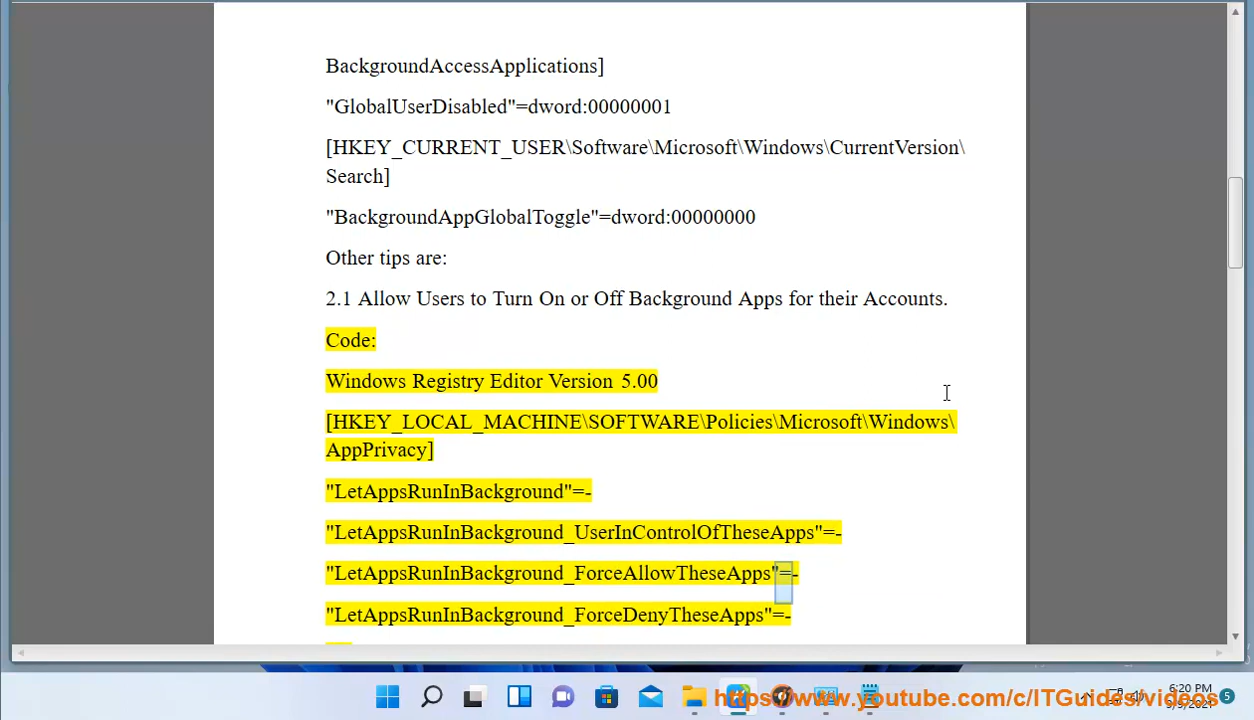 BackgroundAccessApplications]
"GlobalUserDisabled"=dword:00000001
[HKEY_CURRENT_USER\Software\Microsoft\Windows\CurrentVersion\
Search]
"BackgroundAppGlobalToggle"=dword:00000000
Other tips are:
2.1 Allow Users to Turn On or Off Background Apps for their Accounts.
Code:
Windows Registry Editor Version 5.00
[HKEY_LOCAL_MACHINE\SOFTWARE\Policies\Microsoft\Windows\
AppPrivacy]
"LetAppsRunInBackground"=-
"LetAppsRunInBackground_UserInControlOfTheseApps"=-
"LetAppsRunInBackground_ForceAllowTheseApps"=-
"LetAppsRunInBackground_ForceDenyTheseApps"=-
6:20 PM
https://www.youtube.com/c/ITGuides/videos
5